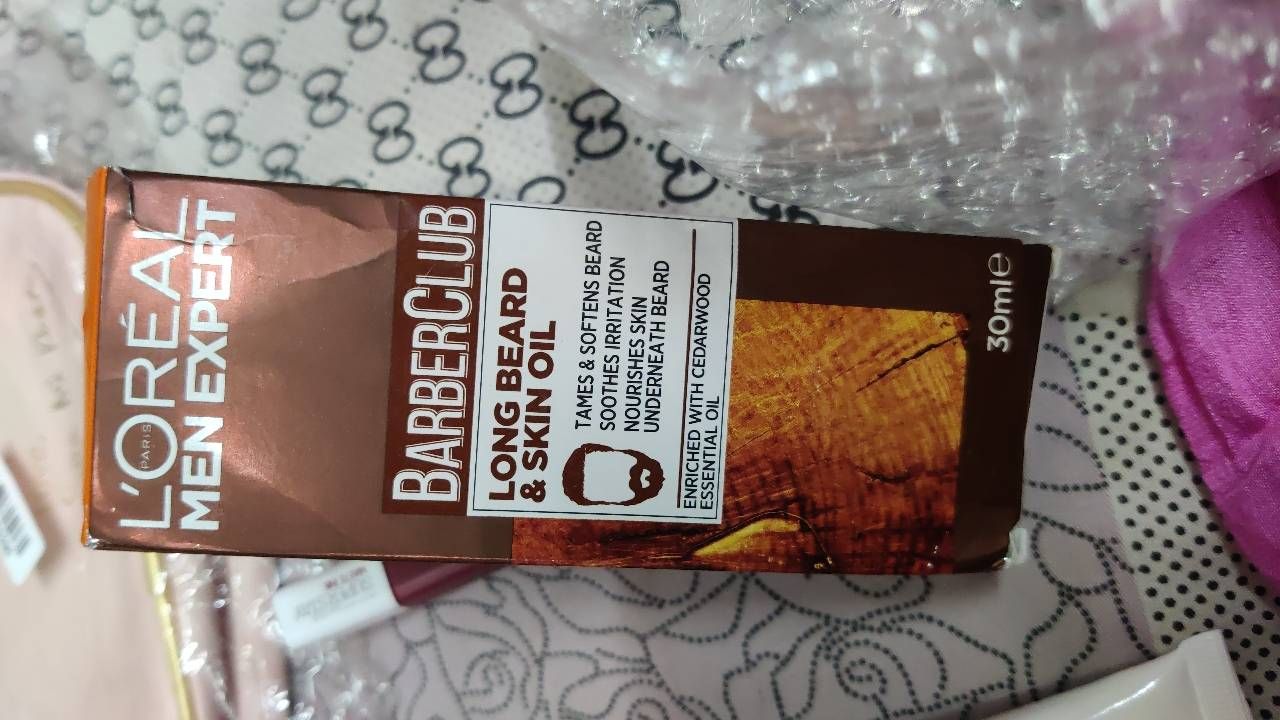 L'ORÉAL
PARIS
MEN EXPERT
BARBERCLUB
LONG BEARD
& SKIN OIL
TAMES & SOFTENS BEARD
SOOTHES IRRITATION
NOURISHES SKIN
UNDERNEATH BEARD
ENRICHED WITH CEDARWOOD
ESSENTIAL OIL
30ml℮